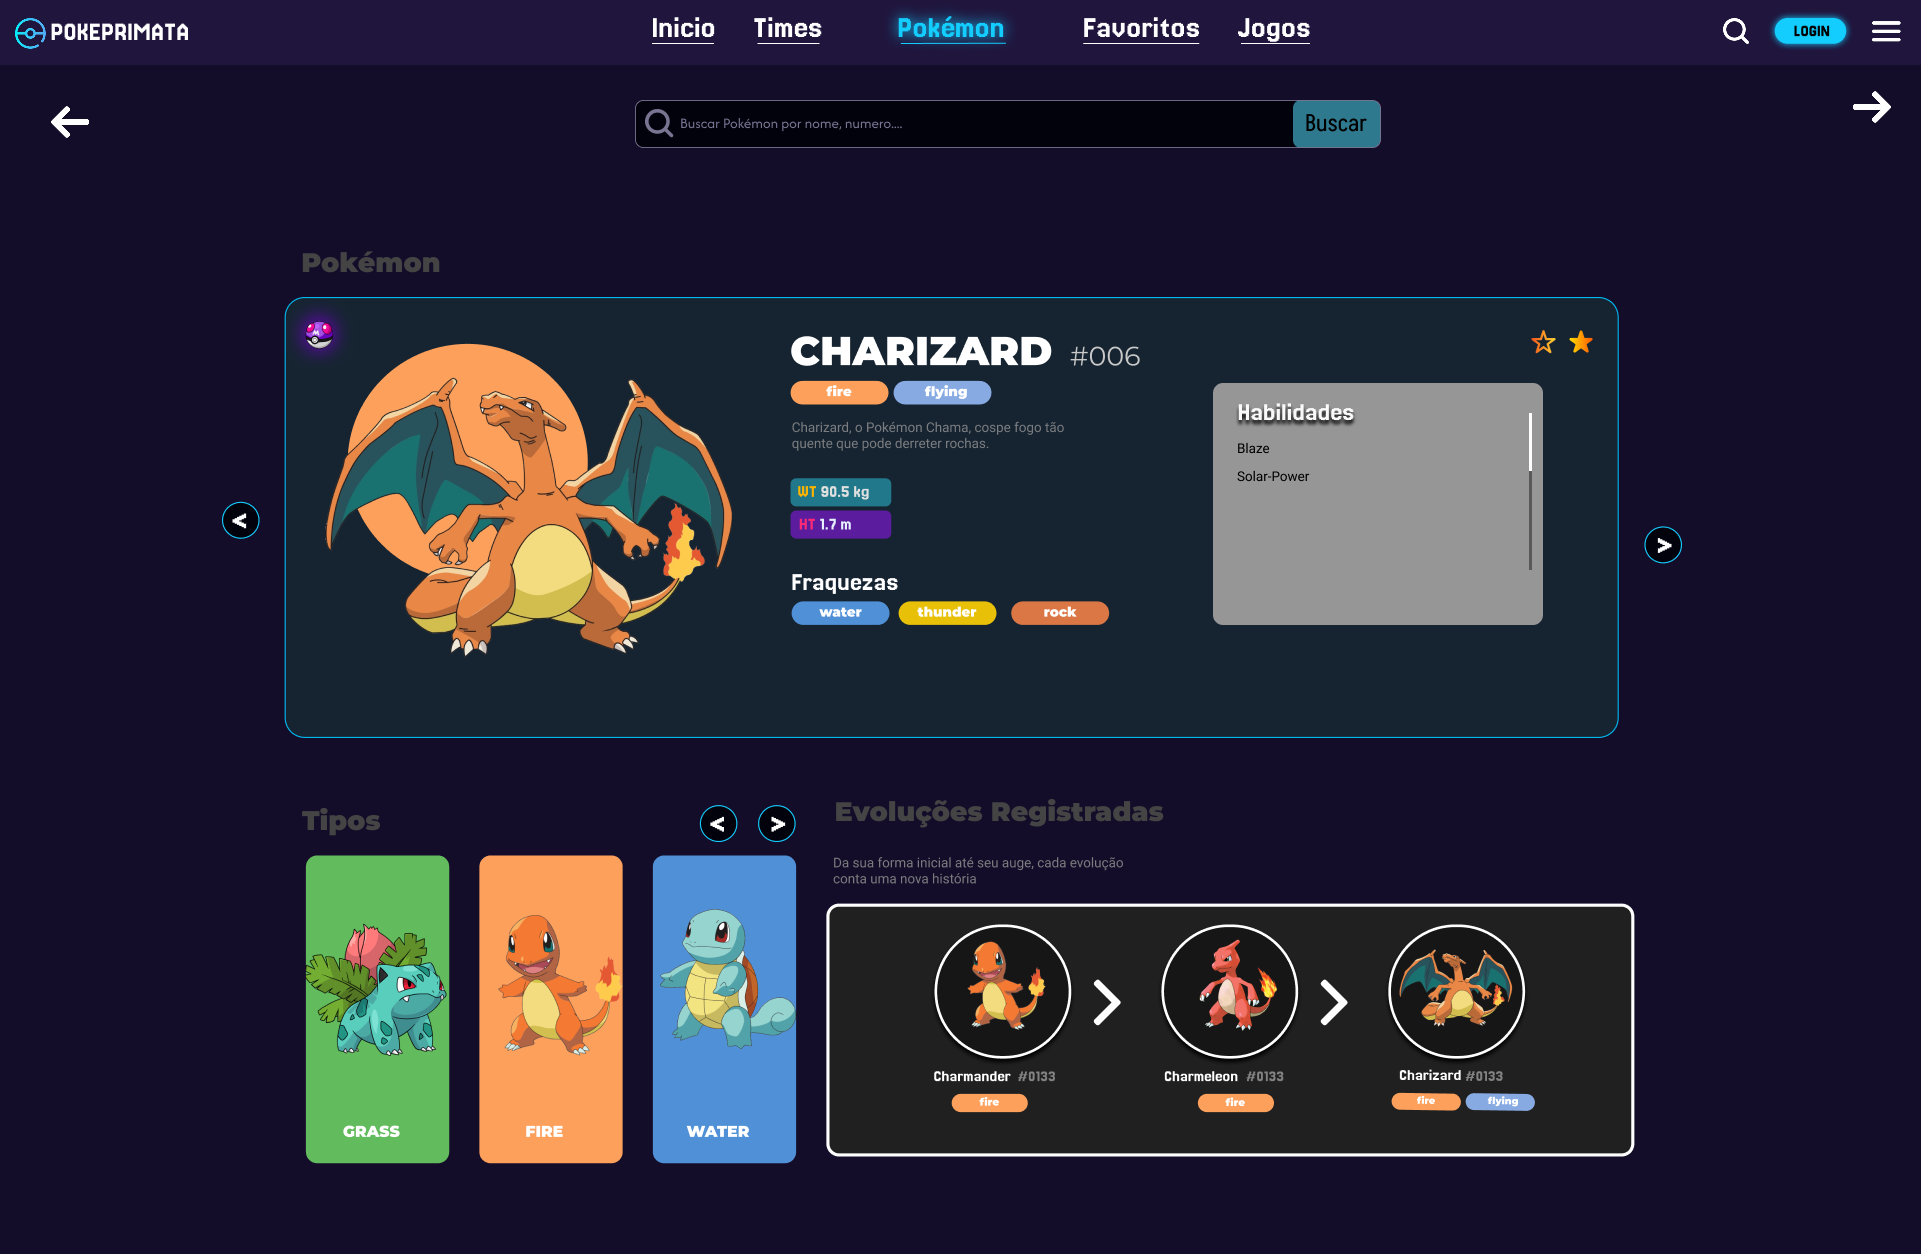 POKEPRIMATA
Inicio Times Pokémon Favoritos Jogos
LOGIN
Buscar Pokémon por nome, numero....
Buscar
Pokémon
CHARIZARD #006
fire flying
Charizard, o Pokémon Chama, cospe fogo tão
quente que pode derreter rochas.
WT 90.5 kg
HT 1.7 m
Fraquezas
water thunder rock
Habilidades
Blaze
Solar-Power
<
>
Tipos
< >
GRASS
FIRE
WATER
Evoluções Registradas
Da sua forma inicial até seu auge, cada evolução
conta uma nova história
Charmander #0133
fire
Charmeleon #0133
fire
Charizard #0133
fire flying